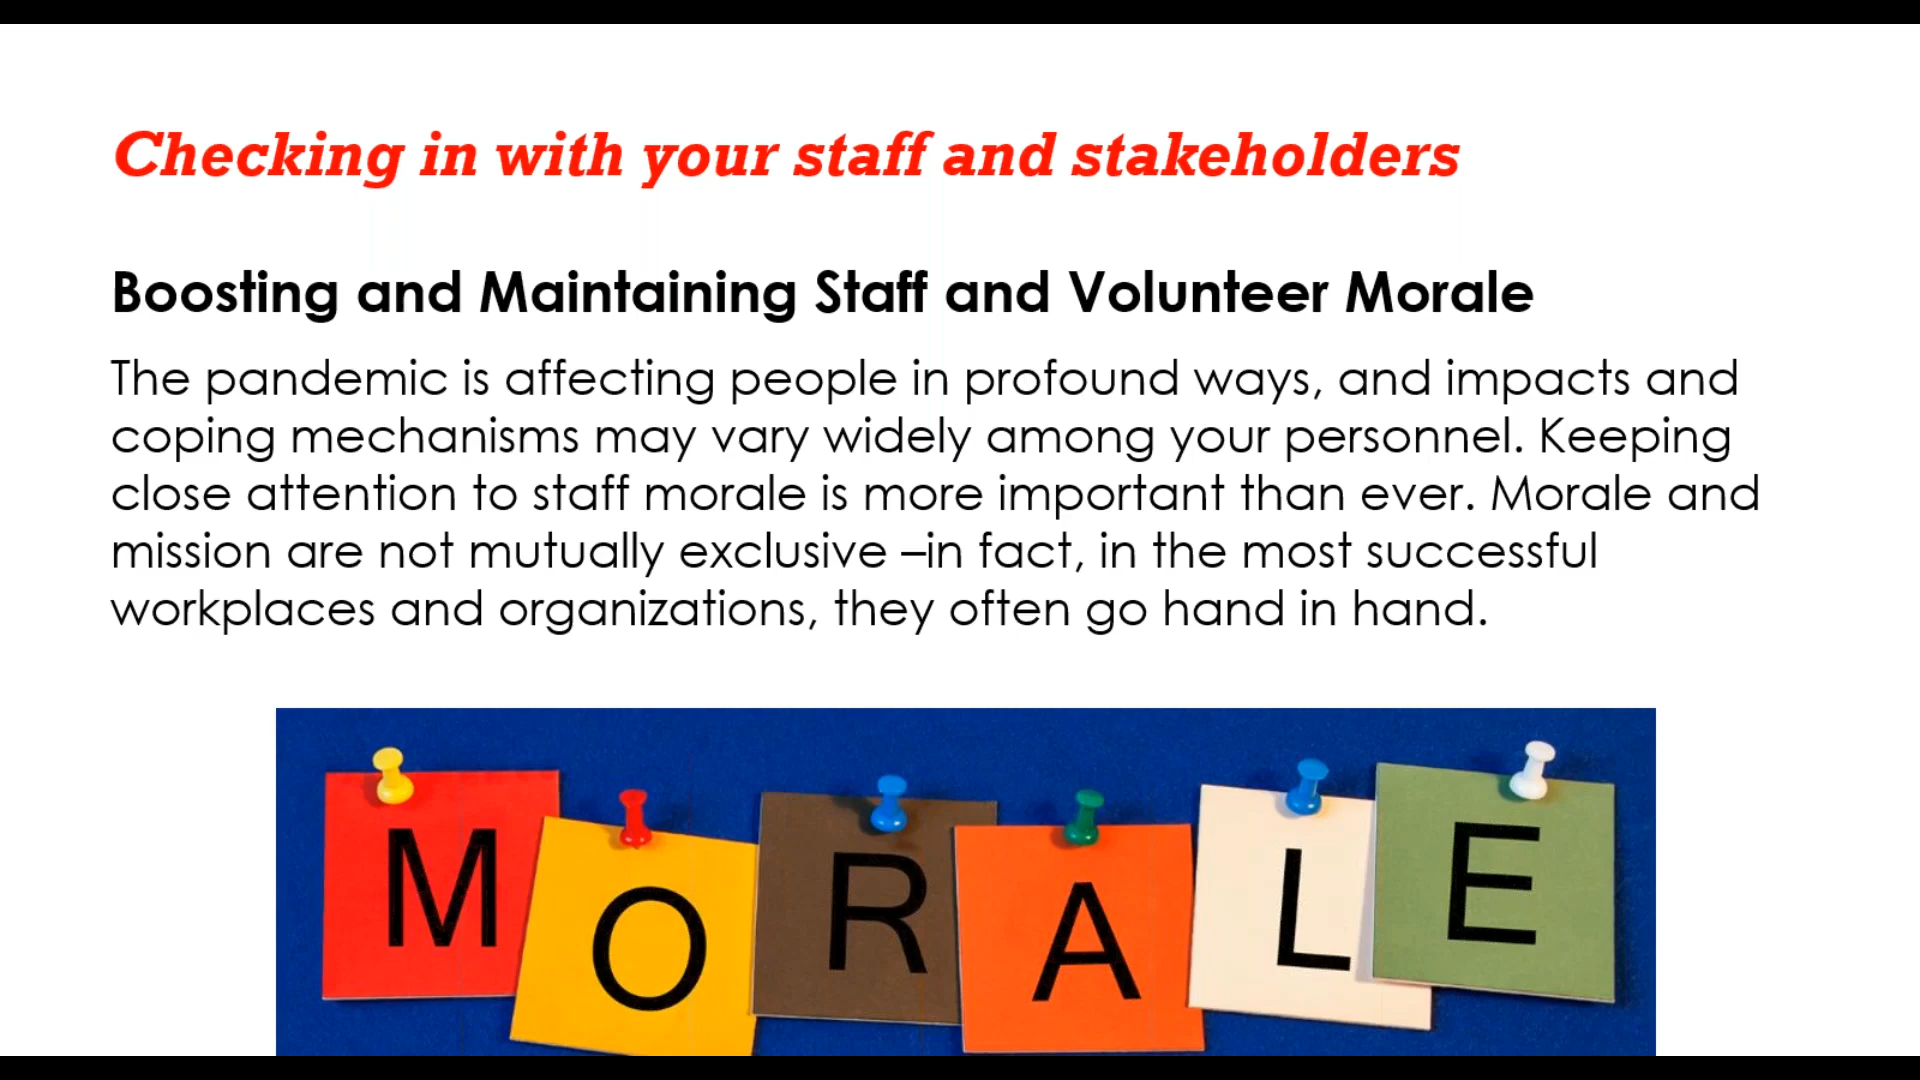 Checking in with your staff and stakeholders
Boosting and Maintaining Staff and Volunteer Morale
The pandemic is affecting people in profound ways, and impacts and
coping mechanisms may vary widely among your personnel. Keeping
close attention to staff morale is more important than ever. Morale and
mission are not mutually exclusive –in fact, in the most successful
workplaces and organizations, they often go hand in hand.
MORALE